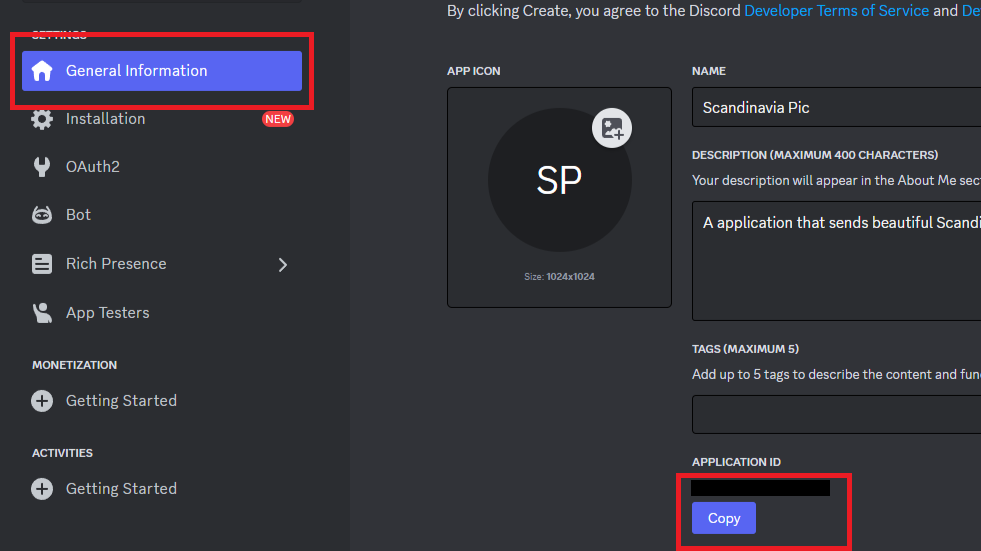 By clicking Create, you agree to the Discord Developer Terms of Service and De
SETTINGS
General Information
Installation NEW
OAuth2
Bot
Rich Presence
App Testers
MONETIZATION
Getting Started
ACTIVITIES
Getting Started
APP ICON
SP
Size: 1024x1024
NAME
Scandinavia Pic
DESCRIPTION (MAXIMUM 400 CHARACTERS)
Your description will appear in the About Me sec
A application that sends beautiful Scandi
TAGS (MAXIMUM 5)
Add up to 5 tags to describe the content and fun
APPLICATION ID
Copy